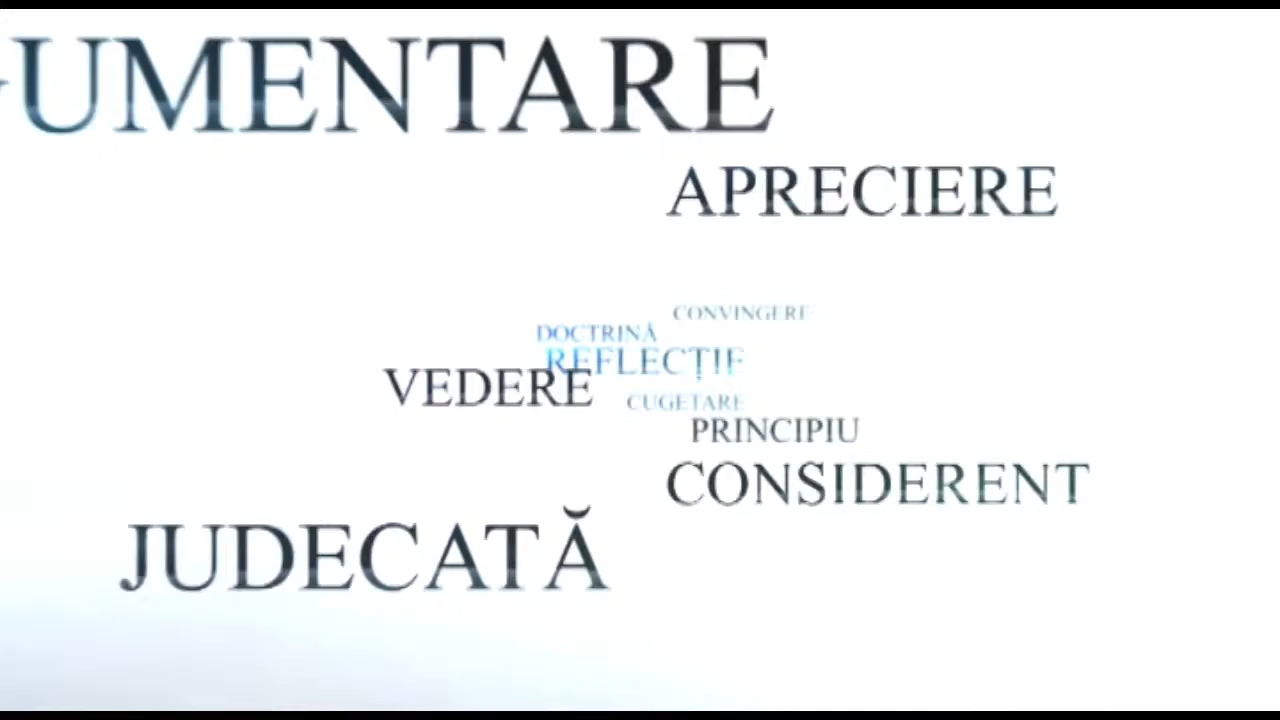 UMENTARE
APRECIERE
CONVINGERE
DOCTRINĂ
REFLECȚIE
VEDERE
CUGETARE
PRINCIPIU
CONSIDERENT
JUDECATĂ